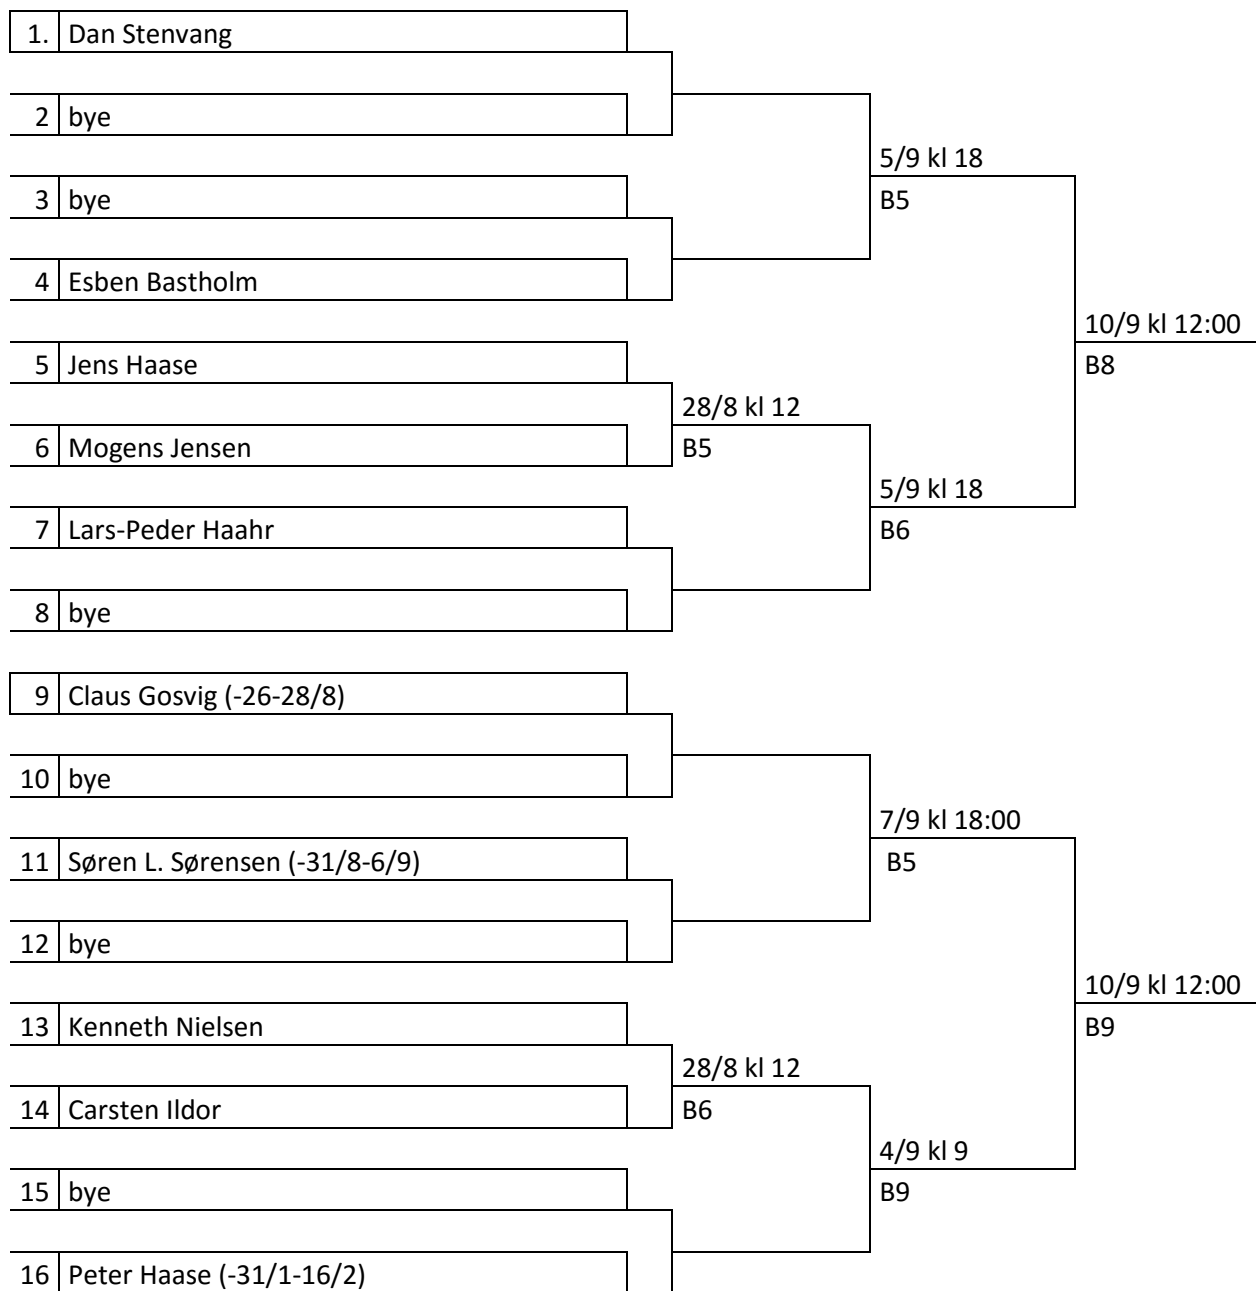 1. Dan Stenvang
2 bye
5/9 kl 18
3 bye
B5
4 Esben Bastholm
10/9 kl 12:00
5 Jens Haase
B8
28/8 kl 12
6 Mogens Jensen
B5
5/9 kl 18
7 Lars-Peder Haahr
B6
8 bye
9 Claus Gosvig (-26-28/8)
10 bye
7/9 kl 18:00
11 Søren L. Sørensen (-31/8-6/9)
B5
12 bye
10/9 kl 12:00
13 Kenneth Nielsen
B9
28/8 kl 12
14 Carsten Ildor
B6
4/9 kl 9
15 bye
B9
16 Peter Haase (-31/1-16/2)